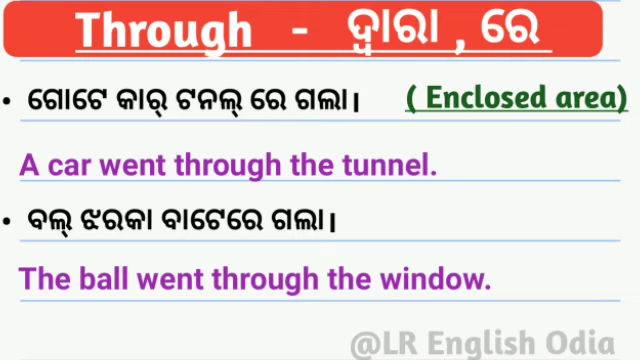 Through - ଦ୍ୱାରା , ରେ
• ଗୋଟେ କାର୍ ଟନଲ୍ ରେ ଗଲା। ( Enclosed area)
A car went through the tunnel.
• ବଲ୍ ଝରକା ବାଟେରେ ଗଲା।
The ball went through the window.
@LR English Odia